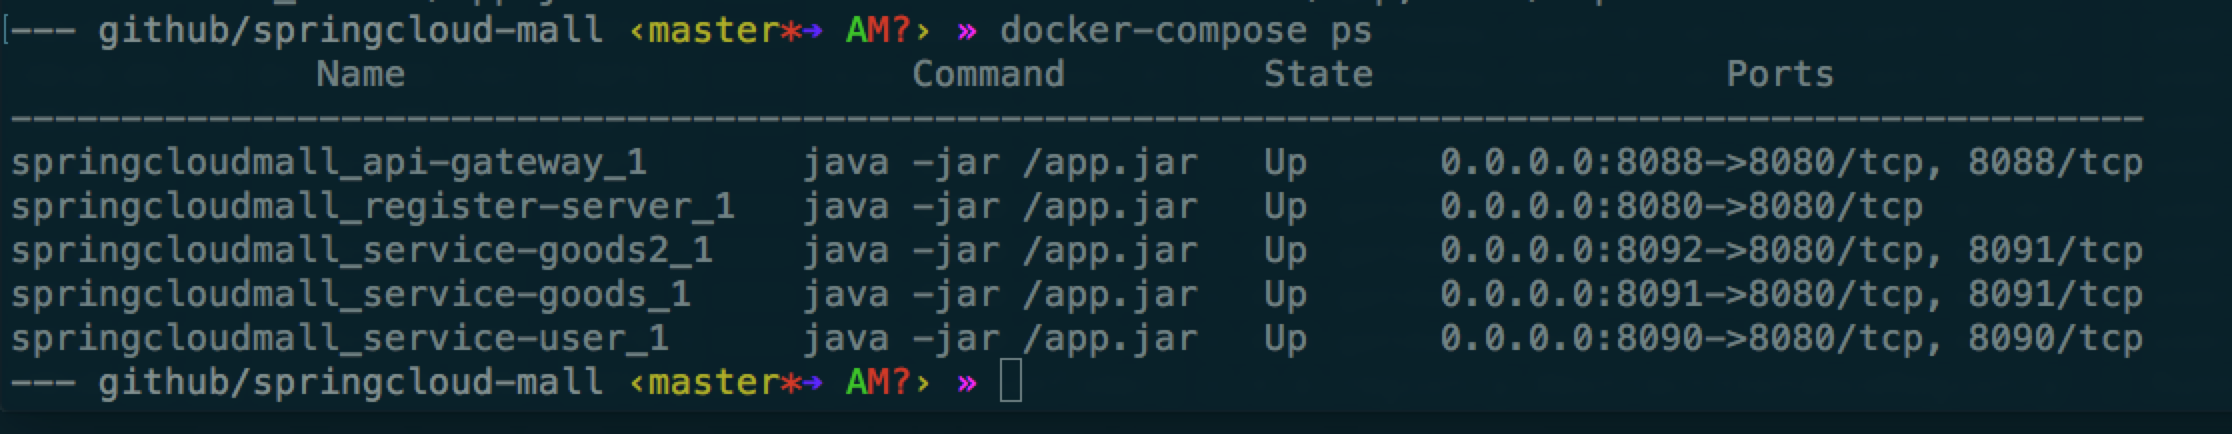 --- github/springcloud-mall ‹master*➔ AM?› » docker-compose ps
Name Command State Ports
---------------------------------------------------------------------------------------------------
springcloudmall_api-gateway_1 java -jar /app.jar Up 0.0.0.0:8088->8080/tcp, 8088/tcp
springcloudmall_register-server_1 java -jar /app.jar Up 0.0.0.0:8080->8080/tcp
springcloudmall_service-goods2_1 java -jar /app.jar Up 0.0.0.0:8092->8080/tcp, 8091/tcp
springcloudmall_service-goods_1 java -jar /app.jar Up 0.0.0.0:8091->8080/tcp, 8091/tcp
springcloudmall_service-user_1 java -jar /app.jar Up 0.0.0.0:8090->8080/tcp, 8090/tcp
--- github/springcloud-mall ‹master*➔ AM?› »